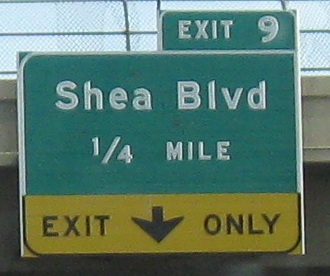 EXIT 9
Shea Blvd
1/4 MILE
EXIT ONLY